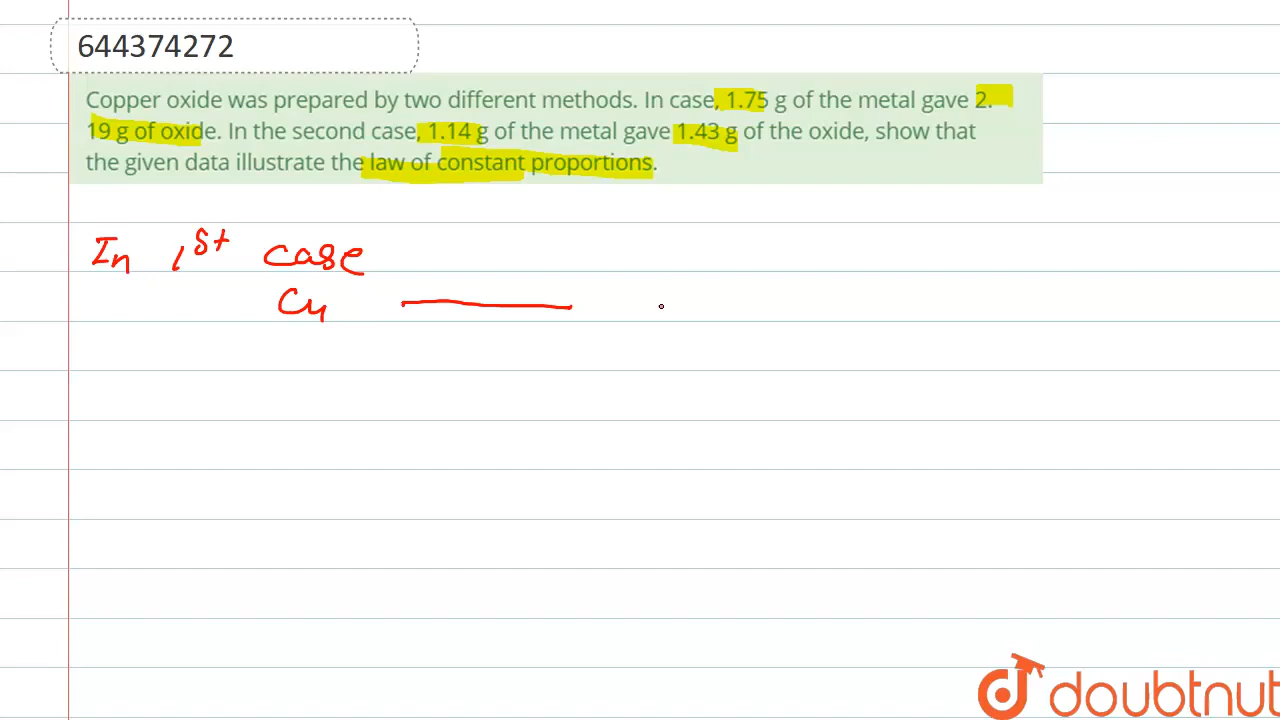 644374272
Copper oxide was prepared by two different methods. In case, 1.75 g of the metal gave 2.
19 g of oxide. In the second case, 1.14 g of the metal gave 1.43 g of the oxide, show that
the given data illustrate the law of constant proportions.
In 1st case
Cu
doubtnut